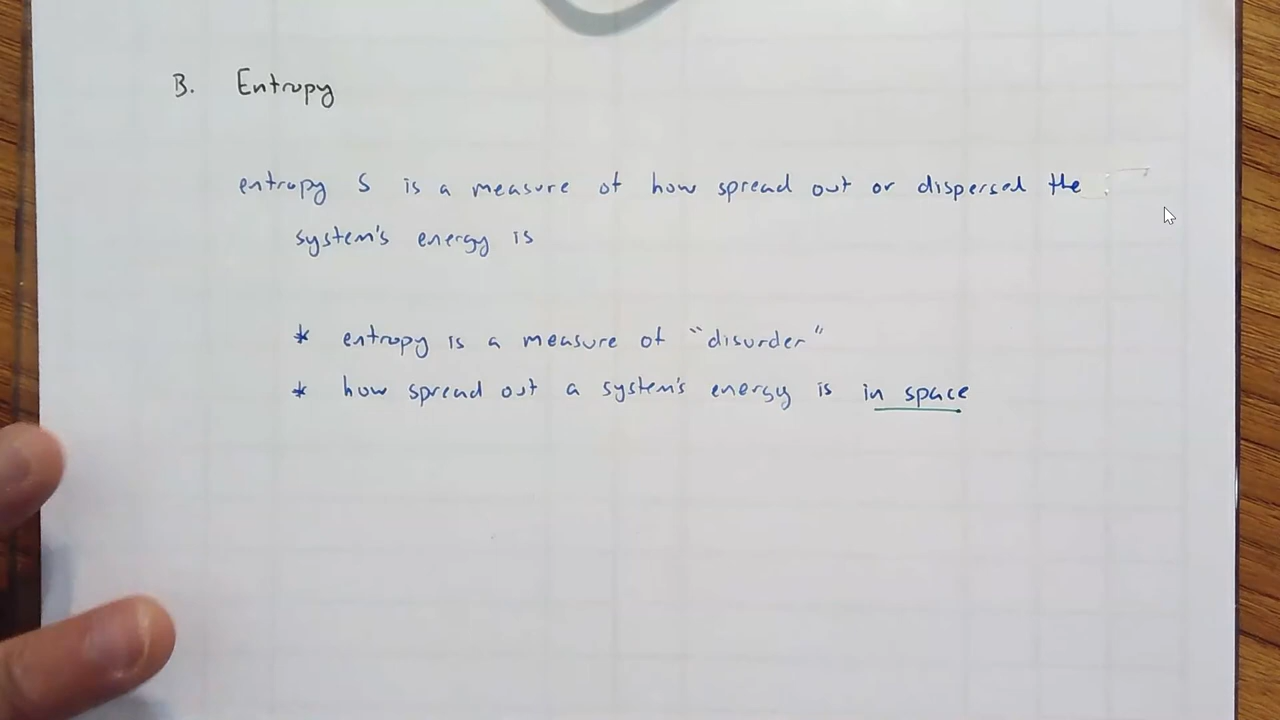 B. Entropy
entropy S is a measure of how spread out or dispersed the
system's energy is
* entropy is a measure of "disorder"
* how spread out a system's energy is in space